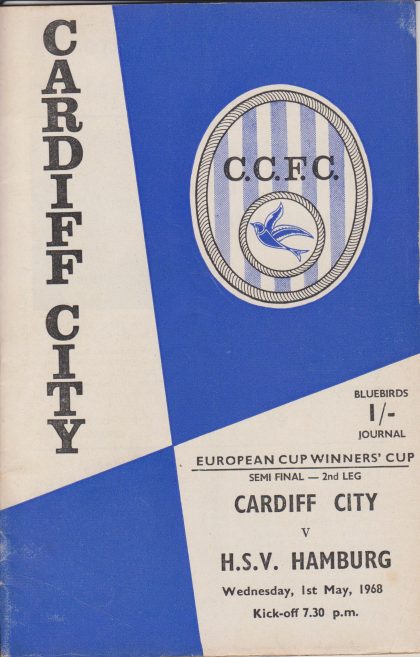 CARDIFF CITY
C.C.F.C.
BLUEBIRDS
1/-
JOURNAL
EUROPEAN CUP WINNERS' CUP
SEMI FINAL — 2nd LEG
CARDIFF CITY
v
H.S.V. HAMBURG
Wednesday, 1st May, 1968
Kick-off 7.30 p.m.